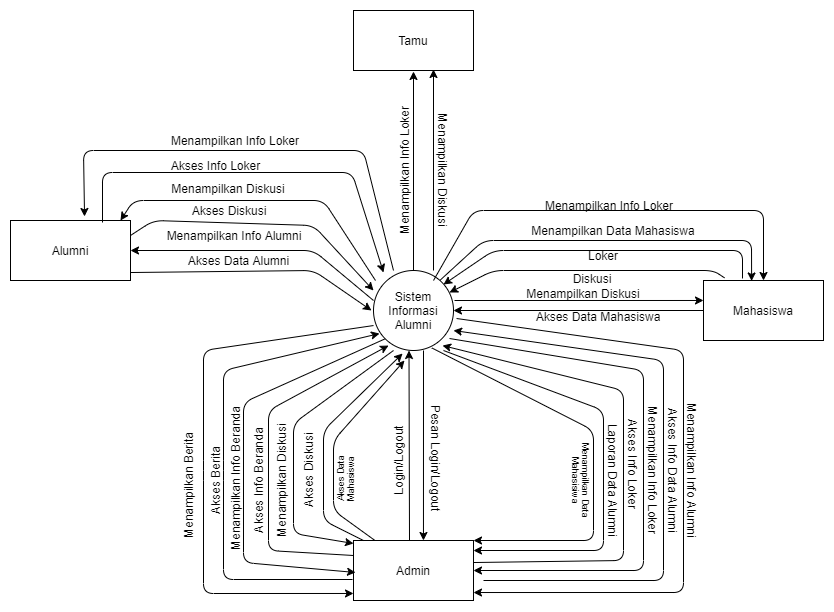 Tamu
Menampilkan Info Loker
Menampilkan Diskusi
Menampilkan Info Loker
Akses Info Loker
Menampilkan Diskusi
Akses Diskusi
Menampilkan Info Alumni
Akses Data Alumni
Alumni
Sistem
Informasi
Alumni
Menampilkan Info Loker
Menampilkan Data Mahasiswa
Loker
Diskusi
Menampilkan Diskusi
Akses Data Mahasiswa
Mahasiswa
Menampilkan Berita
Akses Berita
Menampilkan Info Beranda
Akses Info Beranda
Menampilkan Diskusi
Akses Diskusi
Akses Data
Mahasiswa
Login/Logout
Pesan Login/Logout
Menampilkan Data
Mahasiswa
Laporan Data Alumni
Akses Info Loker
Menampilkan Info Loker
Akses Info Data Alumni
Menampilkan Info Alumni
Admin